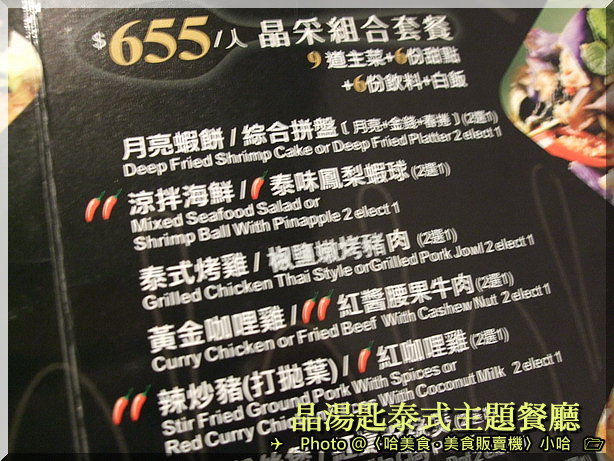 $655/人 晶采組合套餐
9道主菜+6份甜點
+6份飲料+白飯
月亮蝦餅/綜合拼盤〔月亮+金錢+春捲〕(2選1)
Deep Fried Shrimp Cake or Deep Fried Platter 2 elect 1
涼拌海鮮/泰味鳳梨蝦球(2選1)
Mixed Seafood Salad or
Shrimp Ball With Pinapple 2 elect 1
泰式烤雞/椒鹽嫩烤豬肉 (2選1)
Grilled Chicken Thai Style or Grilled Pork Jowl 2 elect 1
黃金咖哩雞/紅醬腰果牛肉(2選1)
Curry Chicken or Fried Beef With Cashew Nut 2 elect 1
辣炒豬(打拋葉)/紅咖哩雞(2選1)
Stir Fried Ground Pork With Spices or
Red Curry With Coconut Milk 2 elect 1
晶湯匙泰式主題餐廳
Photo @〈哈美食・美食販賣機〉小哈